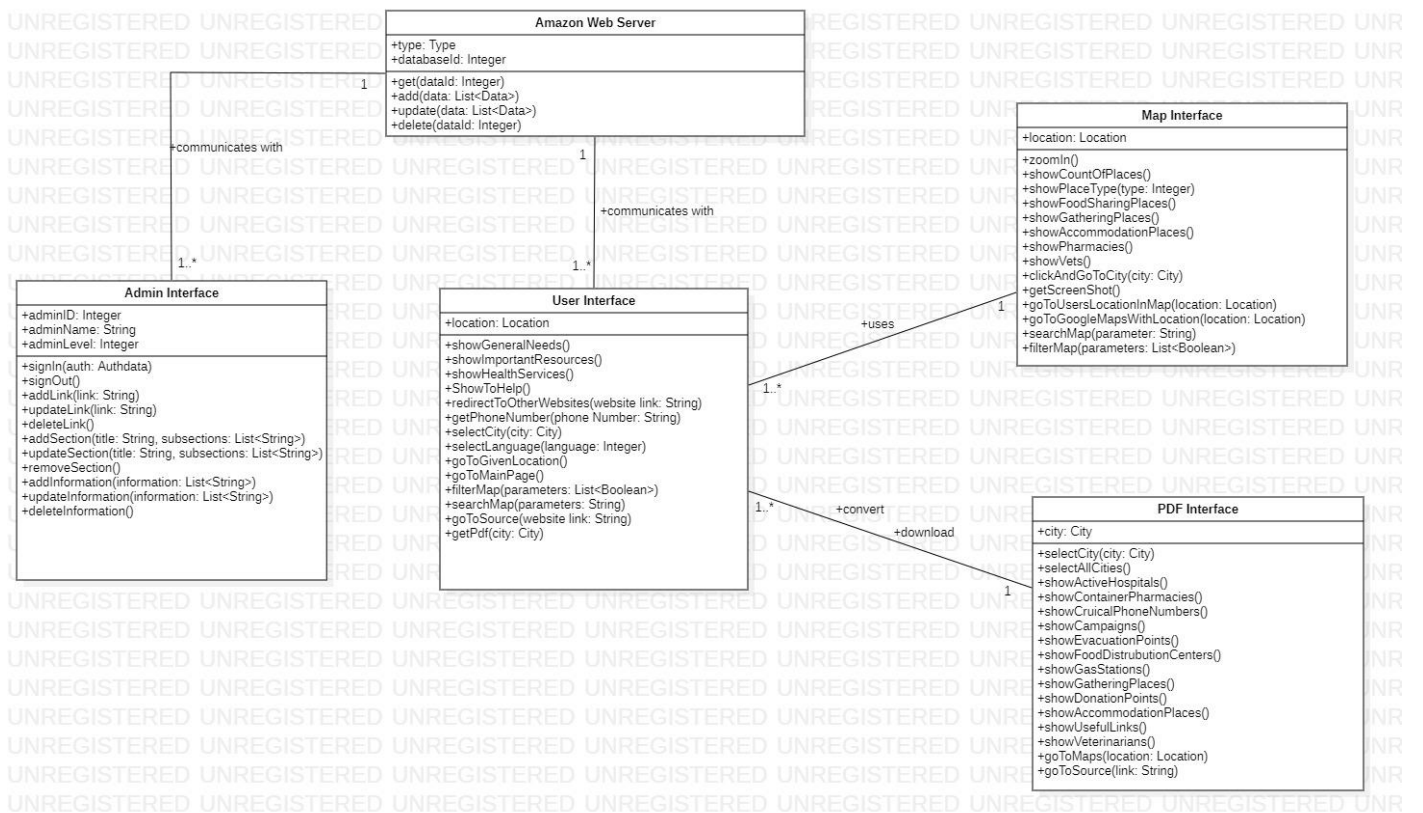 Amazon Web Server
+type: Type
+databaseId: Integer
+get(dataId: Integer)
+add(data: List<Data>)
+update(data: List<Data>)
+delete(dataId: Integer)
1
+communicates with
1..*
1
+communicates with
1..*
Admin Interface
+adminID: Integer
+adminName: String
+adminLevel: Integer
+signIn(auth: Authdata)
+signOut()
+addLink(link: String)
+updateLink(link: String)
+deleteLink()
+addSection(title: String, subsections: List<String>)
+updateSection(title: String, subsections: List<String>)
+removeSection()
+addInformation(information: List<String>)
+updateInformation(information: List<String>)
+deleteInformation()
User Interface
+location: Location
+showGeneralNeeds()
+showImportantResources()
+showHealthServices()
+ShowToHelp()
+redirectToOtherWebsites(website link: String)
+getPhoneNumber(phone Number: String)
+selectCity(city: City)
+selectLanguage(language: Integer)
+goToGivenLocation()
+goToMainPage()
+filterMap(parameters: List<Boolean>)
+searchMap(parameters: String)
+goToSource(website link: String)
+getPdf(city: City)
+uses
1
1..*
Map Interface
+location: Location
+zoomIn()
+showCountOfPlaces()
+showPlaceType(type: Integer)
+showFoodSharingPlaces()
+showGatheringPlaces()
+showAccommodationPlaces()
+showPharmacies()
+showVets()
+clickAndGoToCity(city: City)
+getScreenShot()
+goToUsersLocationInMap(location: Location)
+goToGoogleMapsWithLocation(location: Location)
+searchMap(parameter: String)
+filterMap(parameters: List<Boolean>)
1..*
+convert
+download
1
PDF Interface
+city: City
+selectCity(city: City)
+selectAllCities()
+showActiveHospitals()
+showContainerPharmacies()
+showCruicalPhoneNumbers()
+showCampaigns()
+showEvacuationPoints()
+showFoodDistrubutionCenters()
+showGasStations()
+showGatheringPlaces()
+showDonationPoints()
+showAccommodationPlaces()
+showUsefulLinks()
+showVeterinarians()
+goToMaps(location: Location)
+goToSource(link: String)